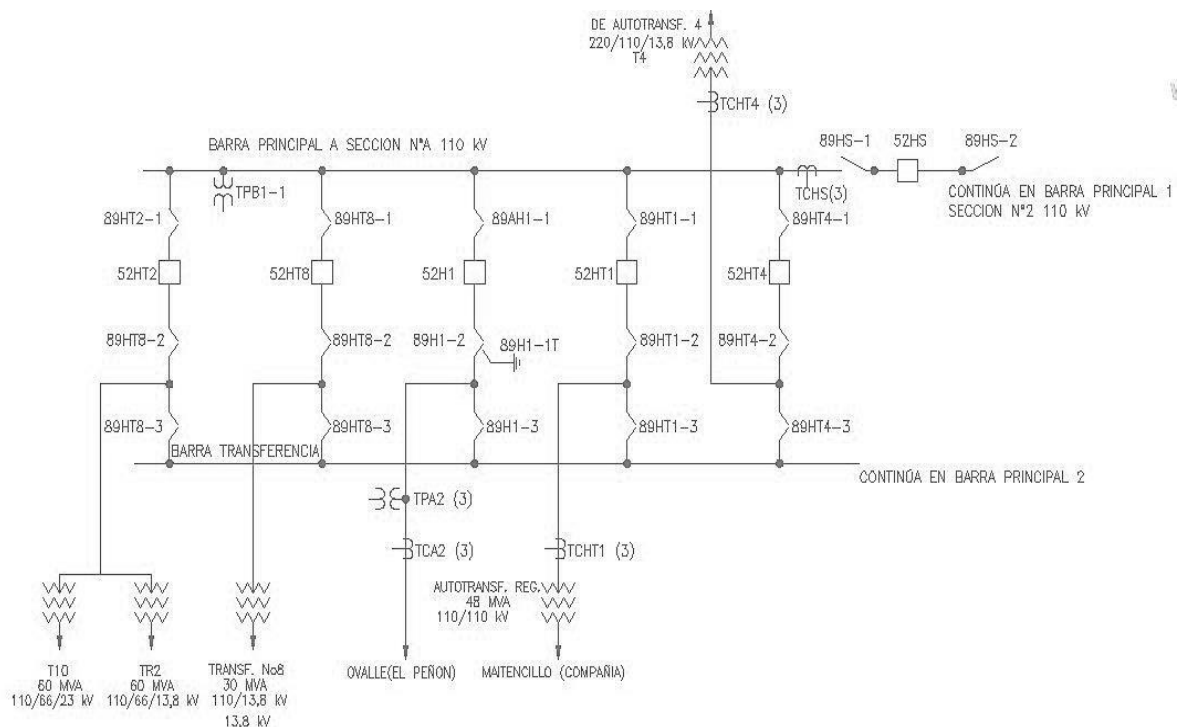 DE AUTOTRANSF. 4
220/110/13,8 kV
T4
TCHT4 (3)
BARRA PRINCIPAL A SECCION N°A 110 kV
89HS-1
52HS
89HS-2
TPB1-1
TCHS(3)
CONTINÚA EN BARRA PRINCIPAL 1
SECCION N°2 110 kV
89HT2-1
89HT8-1
89AH1-1
89HT1-1
89HT4-1
52HT2
52HT8
52H1
52HT1
52HT4
89HT8-2
89HT8-2
89H1-2
89H1-1T
89HT1-2
89HT4-2
89HT8-3
89HT8-3
89H1-3
89HT1-3
89HT4-3
BARRA TRANSFERENCIA
CONTINÚA EN BARRA PRINCIPAL 2
TPA2 (3)
TCA2 (3)
TCHT1 (3)
AUTOTRANSF. REG.
48 MVA
110/110 kV
T10
60 MVA
110/66/23 kV
TR2
60 MVA
110/66/13,8 kV
TRANSF. No8
30 MVA
110/13,8 kV
13,8 kV
OVALLE(EL PEÑON)
MAITENCILLO (COMPAÑIA)